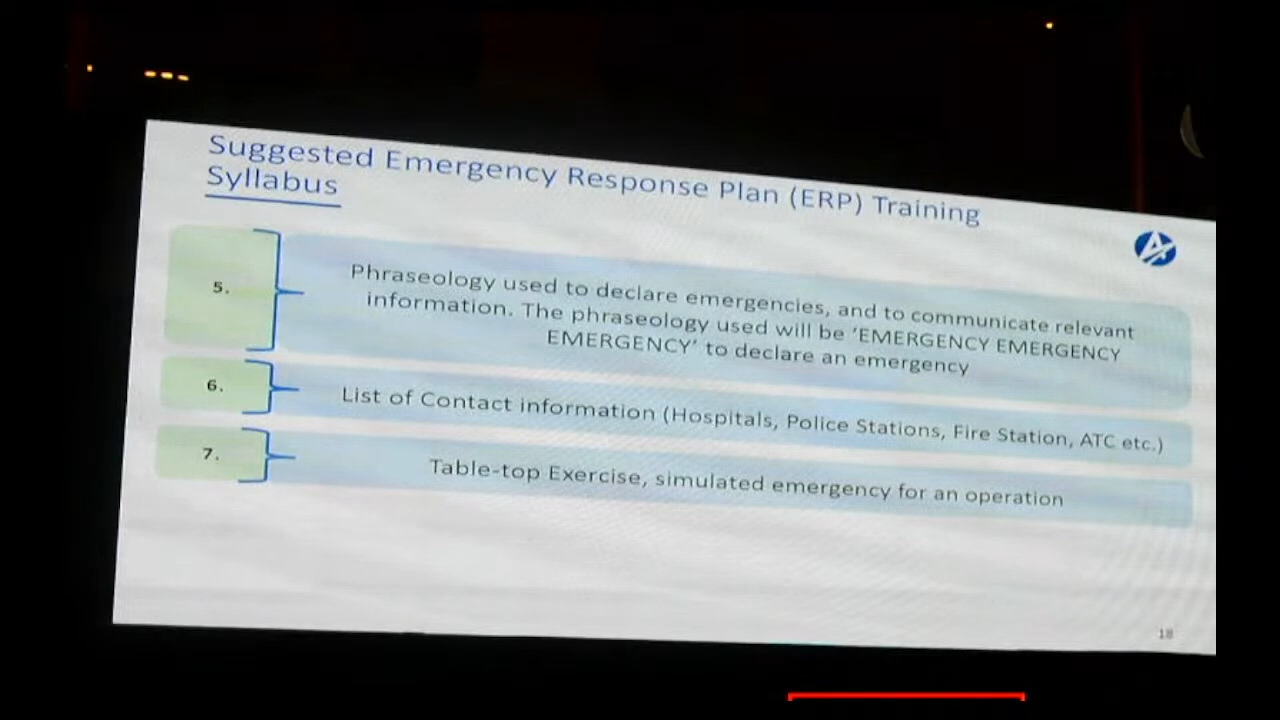 Suggested Emergency Response Plan (ERP) Training
Syllabus
5.
Phraseology used to declare emergencies, and to communicate relevant
information. The phraseology used will be ‘EMERGENCY EMERGENCY
EMERGENCY’ to declare an emergency
6.
List of Contact information (Hospitals, Police Stations, Fire Station, ATC etc.)
7.
Table-top Exercise, simulated emergency for an operation
18